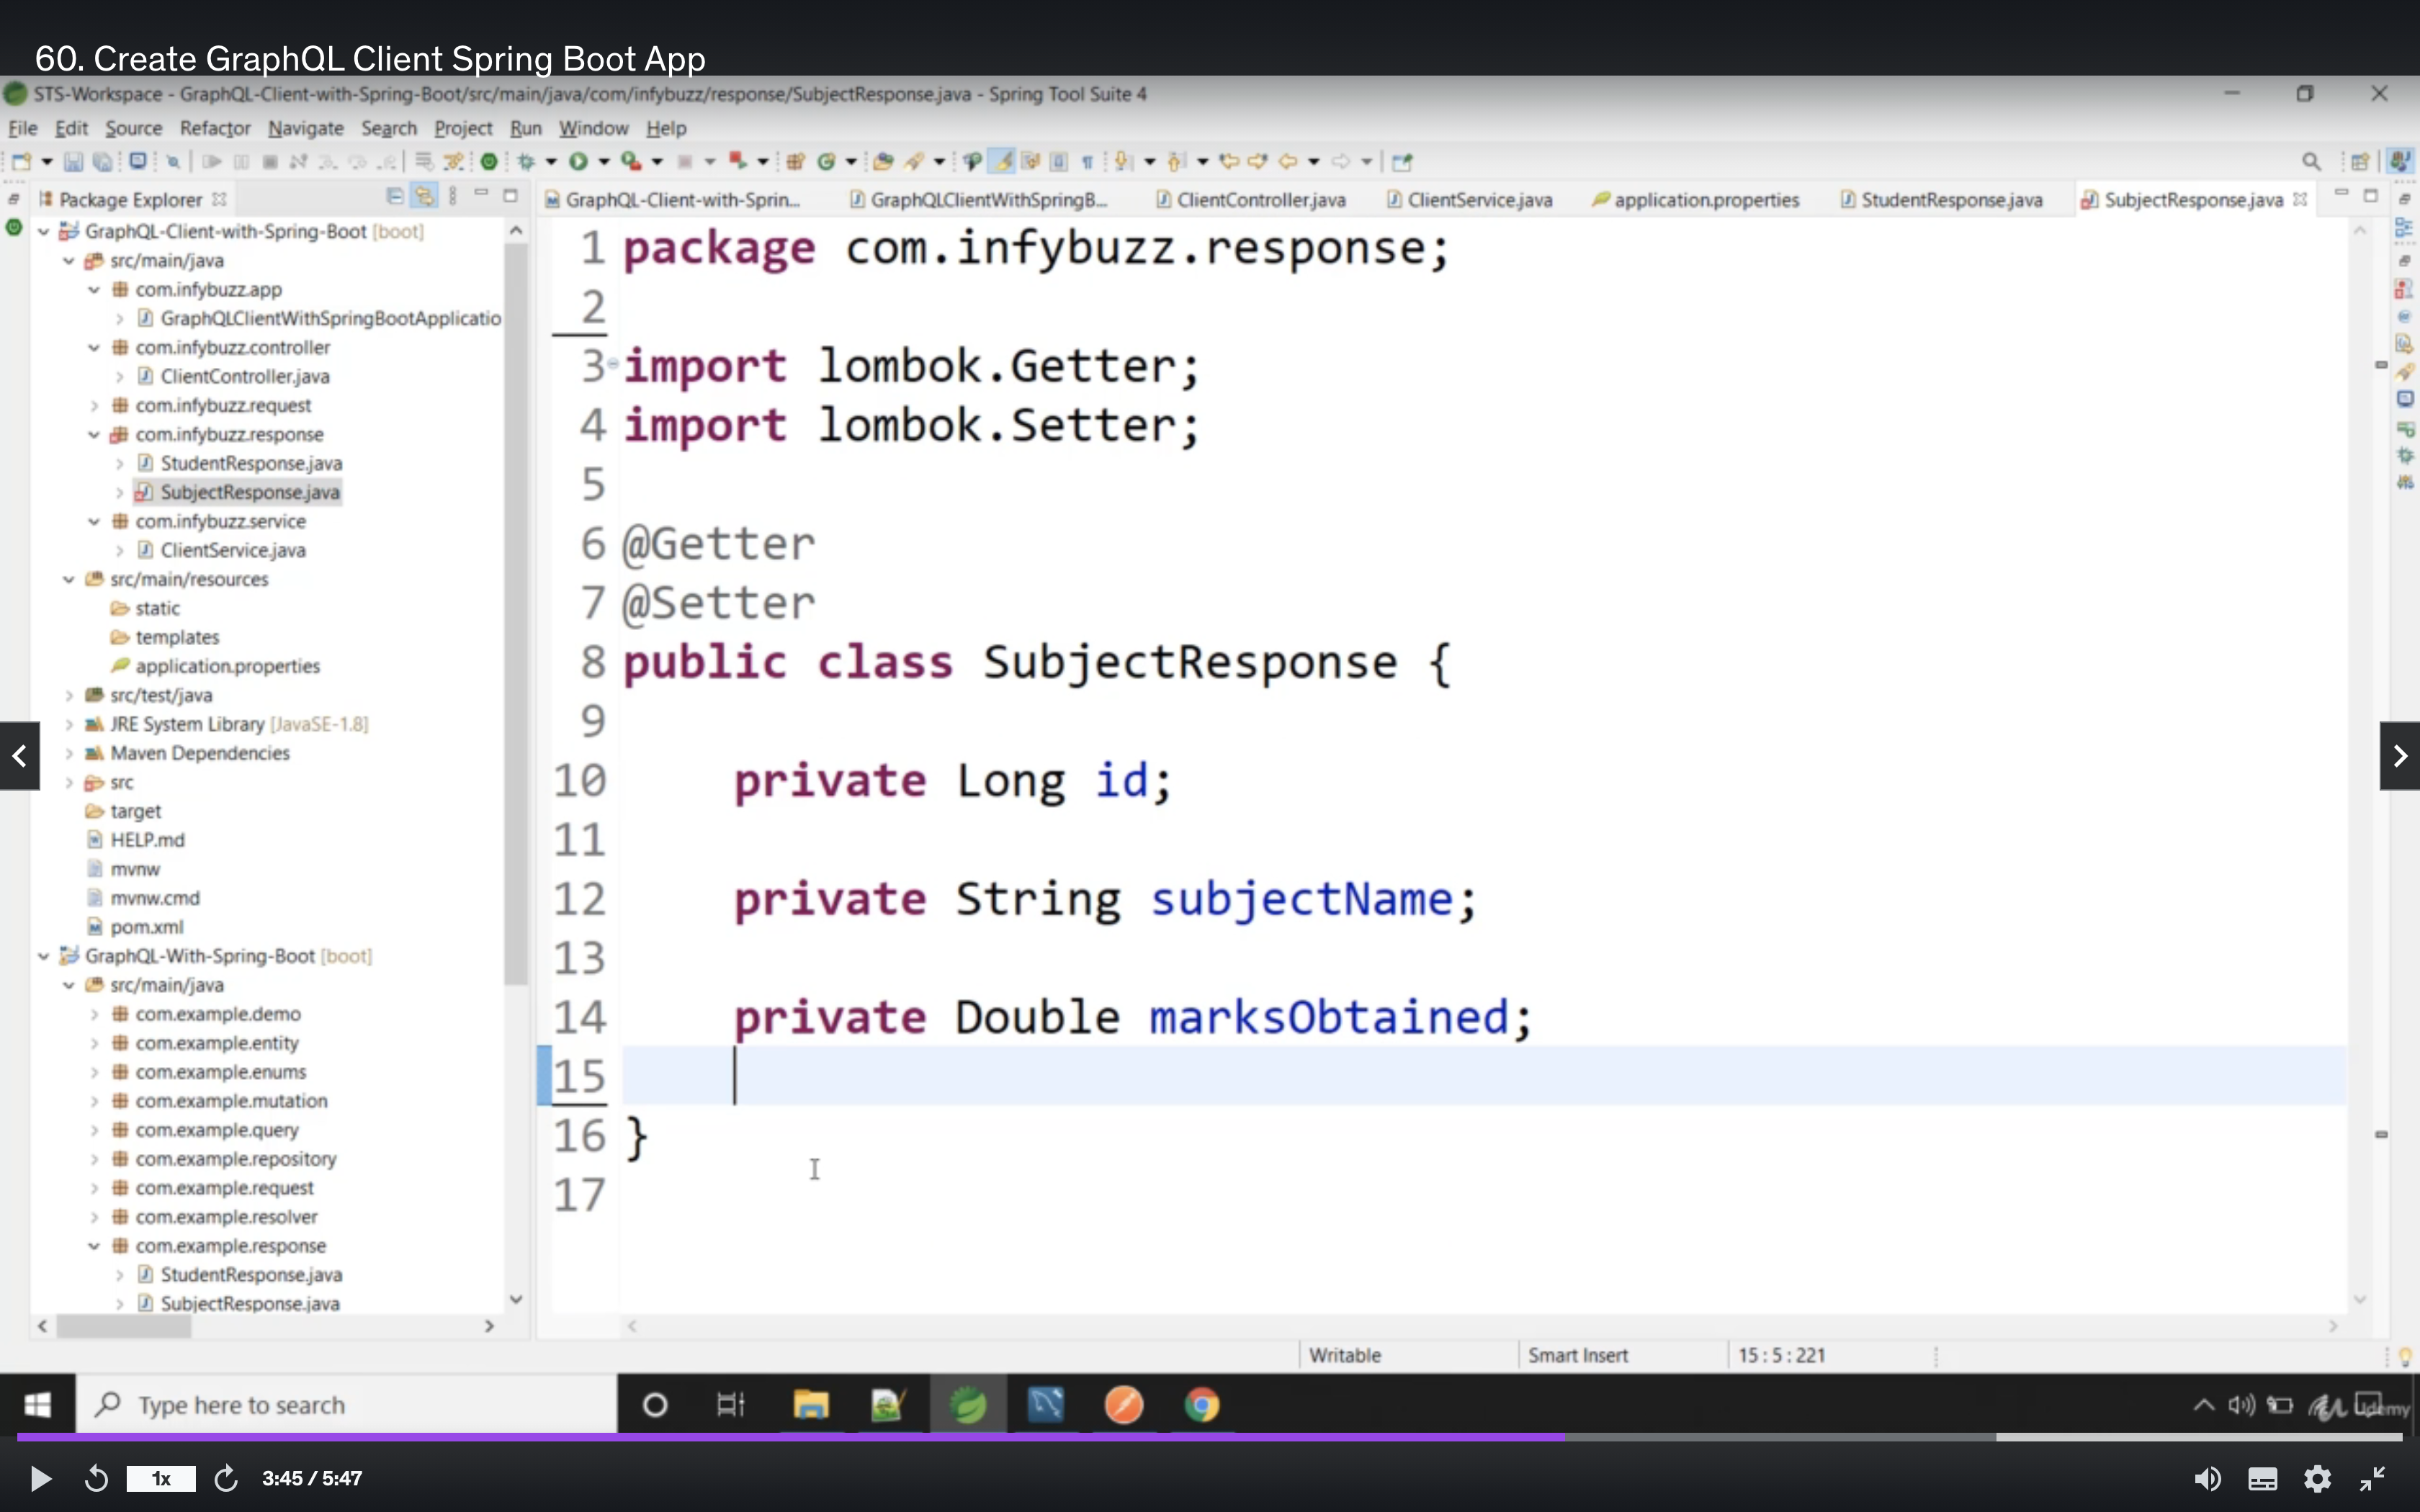 60. Create GraphQL Client Spring Boot App
STS-Workspace - GraphQL-Client-with-Spring-Boot/src/main/java/com/infybuzz/response/SubjectResponse.java - Spring Tool Suite 4
File Edit Source Refactor Navigate Search Project Run Window Help
Package Explorer
GraphQL-Client-with-Sprin... GraphQLClientWithSpringB... ClientController.java ClientService.java application.properties StudentResponse.java SubjectResponse.java
GraphQL-Client-with-Spring-Boot [boot]
src/main/java
com.infybuzz.app
GraphQLClientWithSpringBootApplicatio
com.infybuzz.controller
ClientController.java
com.infybuzz.request
com.infybuzz.response
StudentResponse.java
SubjectResponse.java
com.infybuzz.service
ClientService.java
src/main/resources
static
templates
application.properties
src/test/java
JRE System Library [JavaSE-1.8]
Maven Dependencies
src
target
HELP.md
mvnw
mvnw.cmd
pom.xml
GraphQL-With-Spring-Boot [boot]
src/main/java
com.example.demo
com.example.entity
com.example.enums
com.example.mutation
com.example.query
com.example.repository
com.example.request
com.example.resolver
com.example.response
StudentResponse.java
SubjectResponse.java
1 package com.infybuzz.response;
2
3 import lombok.Getter;
4 import lombok.Setter;
5
6 @Getter
7 @Setter
8 public class SubjectResponse {
9
10 private Long id;
11
12 private String subjectName;
13
14 private Double marksObtained;
15
16 }
17
Writable Smart Insert 15 : 5 : 221
Type here to search
Udemy
1x 3:45 / 5:47